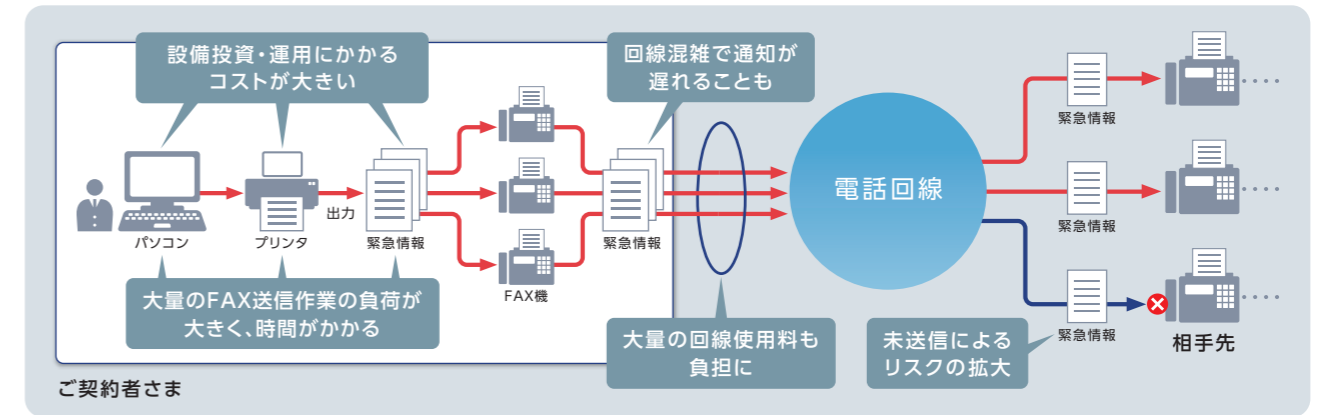 設備投資・運用にかかる
コストが大きい
回線混雑で通知が
遅れることも
緊急情報
電話回線
出力
パソコン
プリンタ
緊急情報
緊急情報
緊急情報
FAX機
大量のFAX送信作業の負荷が
大きく、時間がかかる
大量の回線使用料も
負担に
未送信による
リスクの拡大
緊急情報
相手先
ご契約者さま